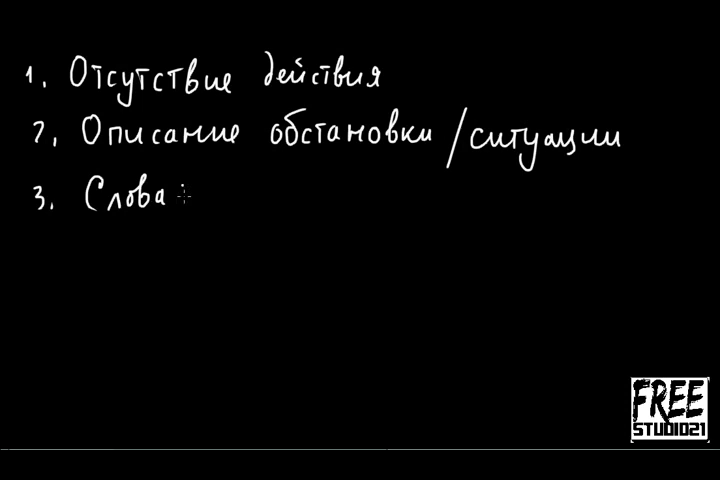 1. Отсутствие действия
2. Описание обстановки / ситуации
3. Слова
FREE
STUDIO21